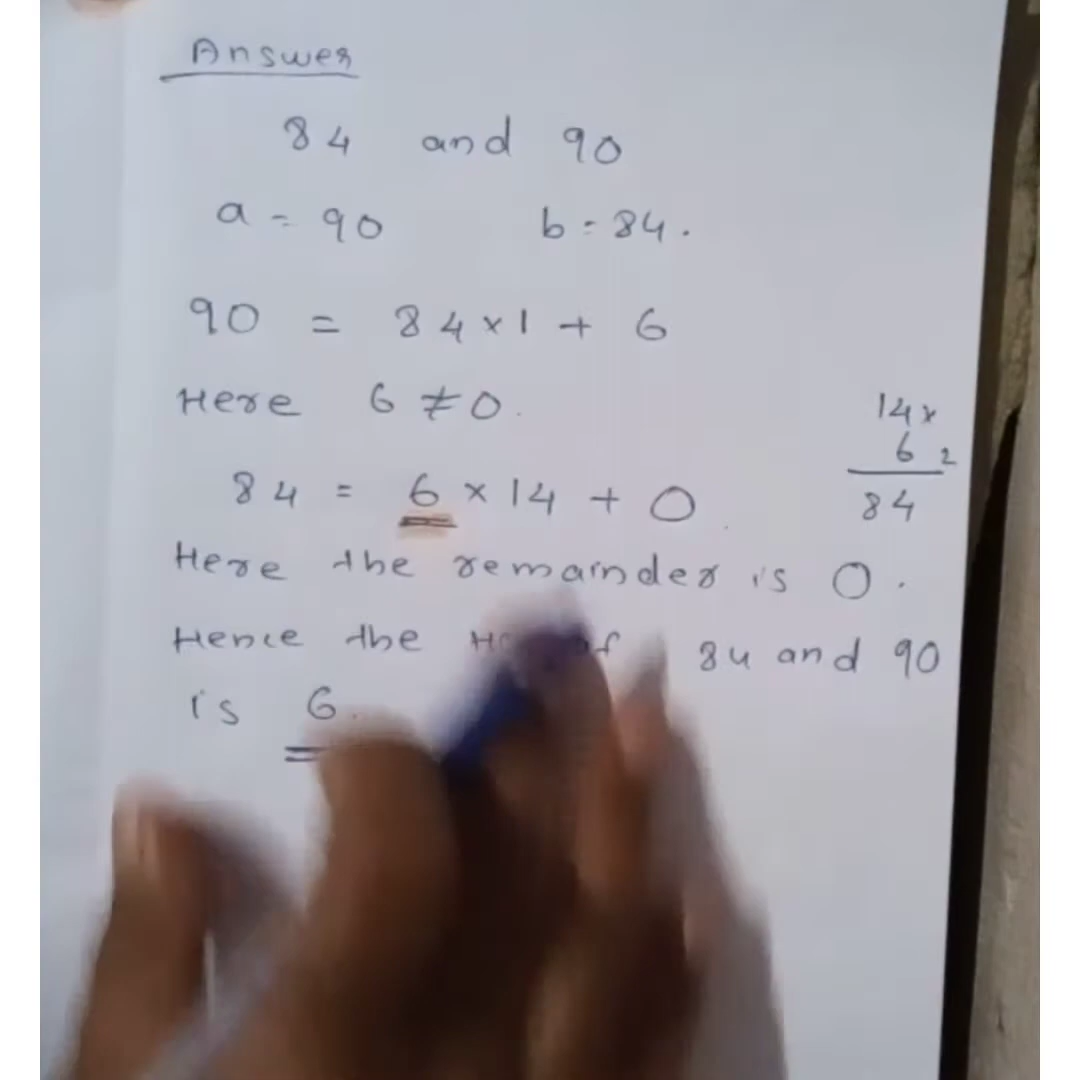 Answer
84 and 90
a = 90 b = 84.
90 = 84 x 1 + 6
Here 6 ≠ 0.
84 = 6 x 14 + 0
14 x
6 2
84
Here the remainder is 0.
Hence the of 84 and 90
is 6.